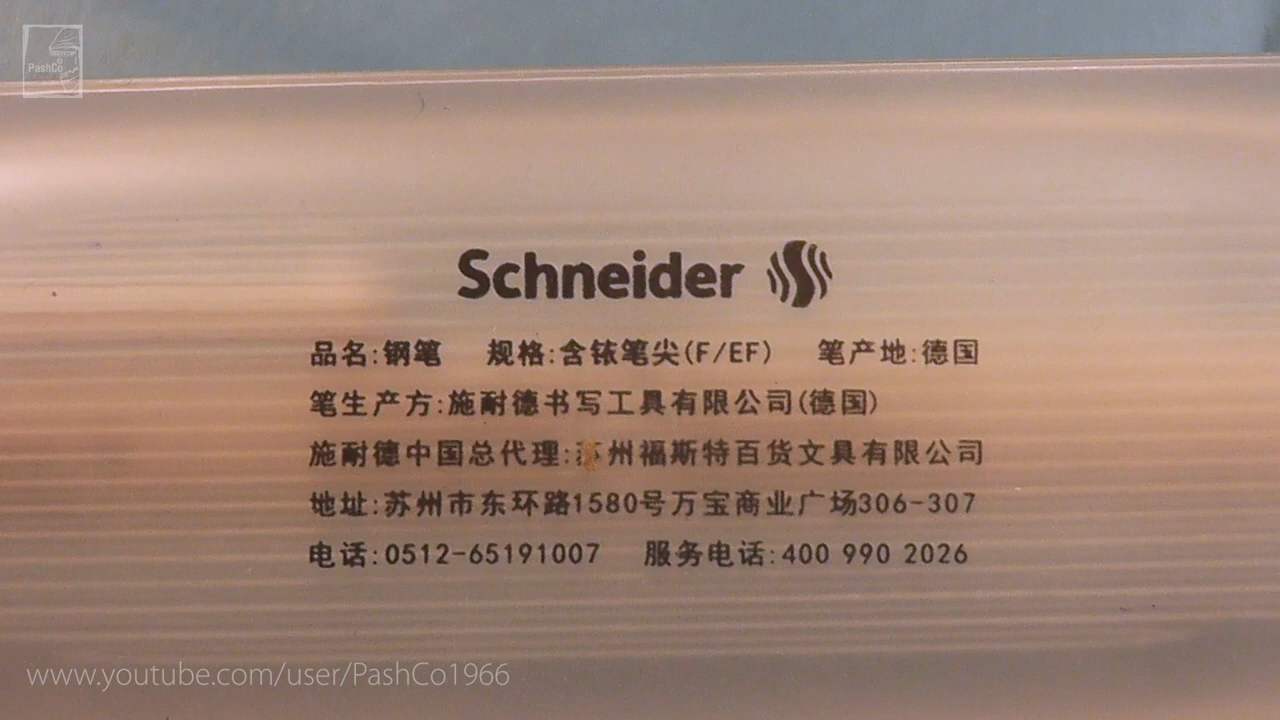 PashCo
Schneider
品名:钢笔 规格:含铱笔尖(F/EF) 笔产地:德国
笔生产方:施耐德书写工具有限公司(德国)
施耐德中国总代理:苏州福斯特百货文具有限公司
地址:苏州市东环路1580号万宝商业广场306-307
电话:0512-65191007 服务电话:400 990 2026
www.youtube.com/user/PashCo1966